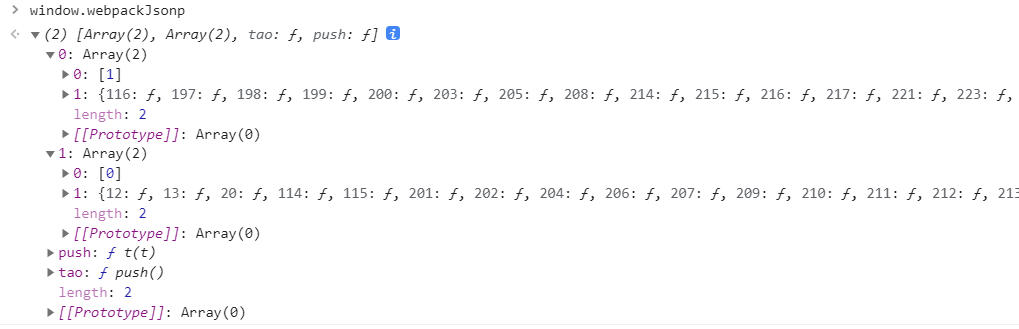 window.webpackJsonp
(2) [Array(2), Array(2), tao: ƒ, push: ƒ] i
0: Array(2)
0: [1]
1: {116: ƒ, 197: ƒ, 198: ƒ, 199: ƒ, 200: ƒ, 203: ƒ, 205: ƒ, 208: ƒ, 214: ƒ, 215: ƒ, 216: ƒ, 217: ƒ, 221: ƒ, 223: ƒ,
length: 2
[[Prototype]]: Array(0)
1: Array(2)
0: [0]
1: {12: ƒ, 13: ƒ, 20: ƒ, 114: ƒ, 115: ƒ, 201: ƒ, 202: ƒ, 204: ƒ, 206: ƒ, 207: ƒ, 209: ƒ, 210: ƒ, 211: ƒ, 212: ƒ, 213
length: 2
[[Prototype]]: Array(0)
push: ƒ t(t)
tao: ƒ push()
length: 2
[[Prototype]]: Array(0)